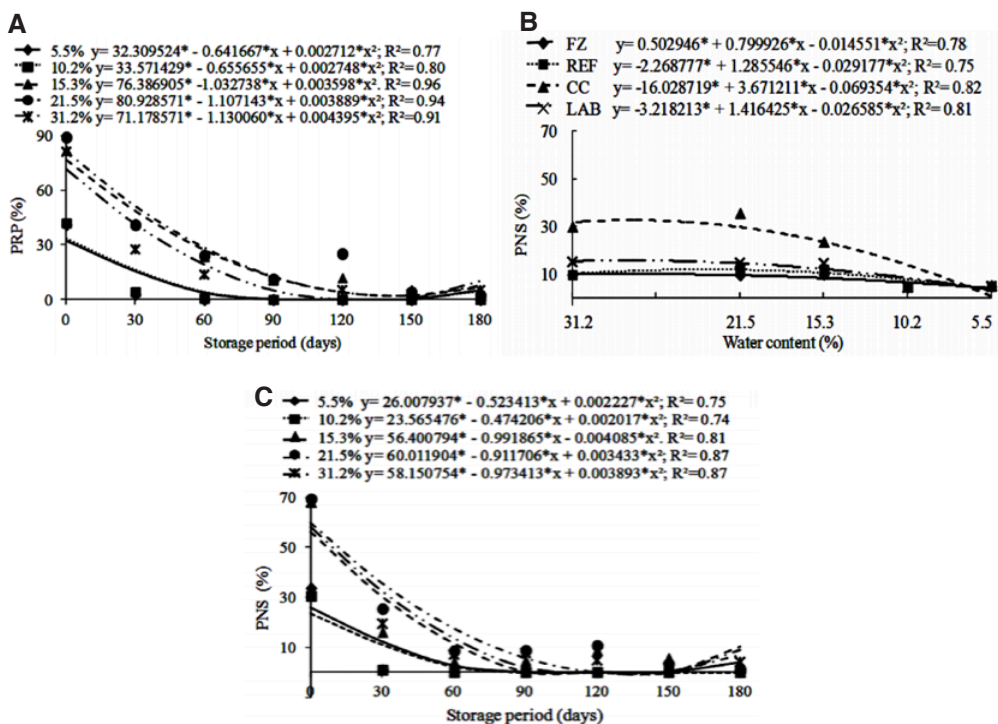 A
5.5% y= 32.309524* - 0.641667*x + 0.002712*x²; R²= 0.77
10.2% y= 33.571429* - 0.655655*x + 0.002748*x²; R²= 0.80
15.3% y= 76.386905* -1.032738*x + 0.003598*x². R²= 0.96
21.5% y= 80.928571* - 1.107143*x + 0.003889*x²; R²= 0.94
31.2% y= 71.178571* - 1.130060*x + 0.004395*x²; R²=0.91
90
60
30
0
PRP (%)
0 30 60 90 120 150 180
Storage period (days)
B
FZ y= 0.502946* + 0.799926*x - 0.014551*x²; R²=0.78
REF y= -2.268777* + 1.285546*x - 0.029177*x²; R²= 0.75
CC y= -16.028719* + 3.671211*x - 0.069354*x²; R²= 0.82
LAB y= -3.218213* + 1.416425*x - 0.026585*x²; R²= 0.81
70
50
30
10
PNS (%)
31.2 21.5 15.3 10.2 5.5
Water content (%)
C
5.5% y= 26.007937* - 0.523413*x + 0.002227*x²; R²= 0.75
10.2% y= 23.565476* - 0.474206*x + 0.002017*x²; R²= 0.74
15.3% y= 56.400794* - 0.991865*x - 0.004085*x². R²= 0.81
21.5% y= 60.011904* - 0.911706*x + 0.003433*x²; R²= 0.87
31.2% y= 58.150754* - 0.973413*x + 0.003893*x²; R²=0.87
70
50
30
10
PNS (%)
0 30 60 90 120 150 180
Storage period (days)